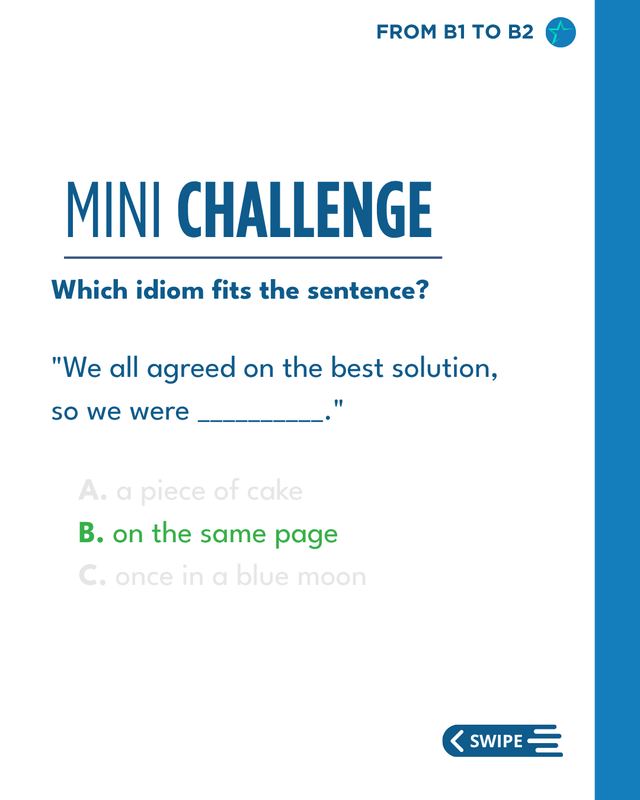 FROM B1 TO B2
MINI CHALLENGE
Which idiom fits the sentence?
"We all agreed on the best solution,
so we were __________."
A. a piece of cake
B. on the same page
C. once in a blue moon
SWIPE